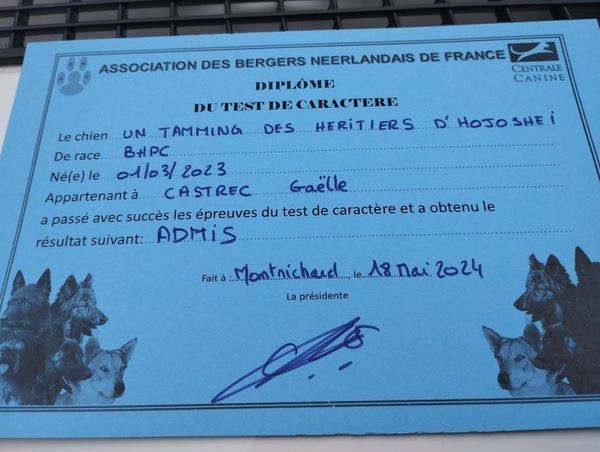 ASSOCIATION DES BERGERS NEERLANDAIS DE FRANCE
CENTRALE
CANINE
DIPLÔME
DU TEST DE CARACTERE
Le chien UN TAMMING DES HERITIERS D'HOJOSHEI
De race BHPC
Né(e) le 01/03/2023
Appartenant à CASTREC Gaëlle
a passé avec succès les épreuves du test de caractère et a obtenu le
résultat suivant: ADMIS
Fait à : Montrichard, le 18 Mai 2024
La présidente